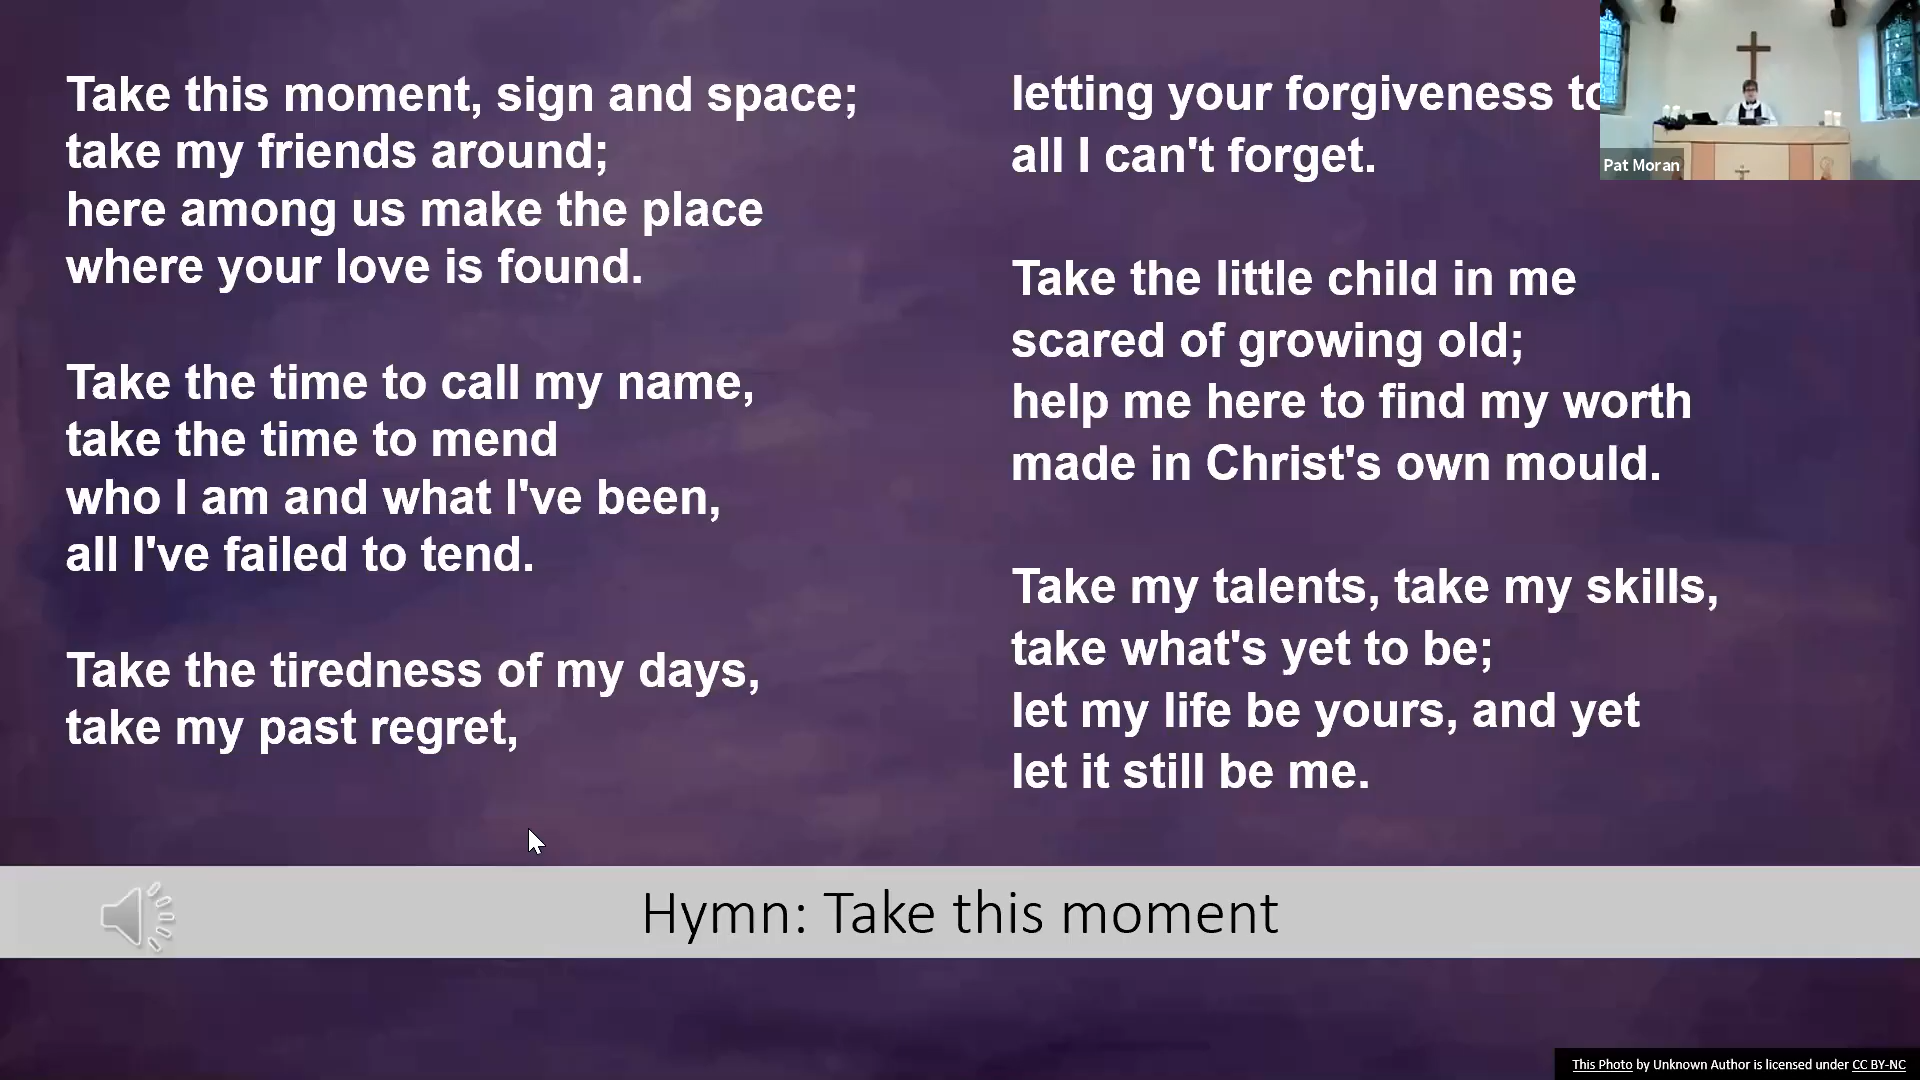 Take this moment, sign and space;
take my friends around;
here among us make the place
where your love is found.
Take the time to call my name,
take the time to mend
who I am and what I've been,
all I've failed to tend.
Take the tiredness of my days,
take my past regret,
letting your forgiveness
all I can't forget.
Take the little child in me
scared of growing old;
help me here to find my worth
made in Christ's own mould.
Take my talents, take my skills,
take what's yet to be;
let my life be yours, and yet
let it still be me.
Pat Moran
Hymn: Take this moment
This Photo by Unknown Author is licensed under CC BY-NC